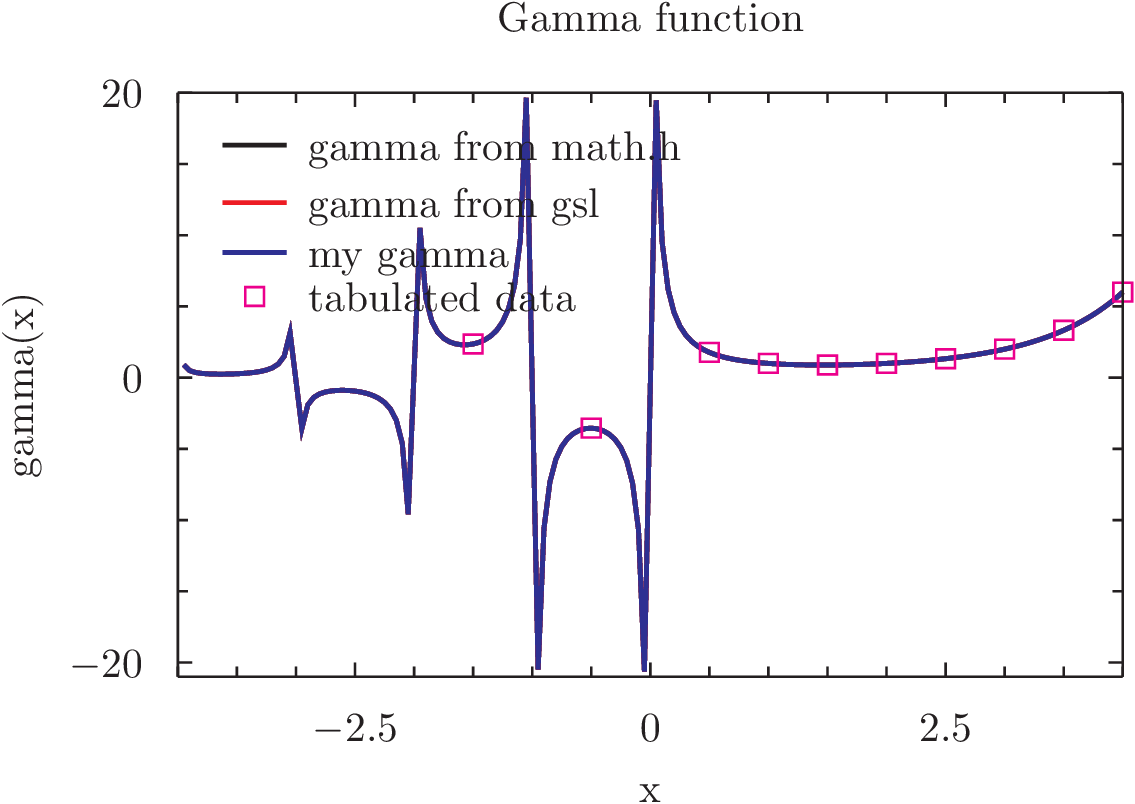 Gamma function
20
gamma from math.h
gamma from gsl
my gamma
tabulated data
gamma(x)
0
−20
−2.5
0
2.5
x